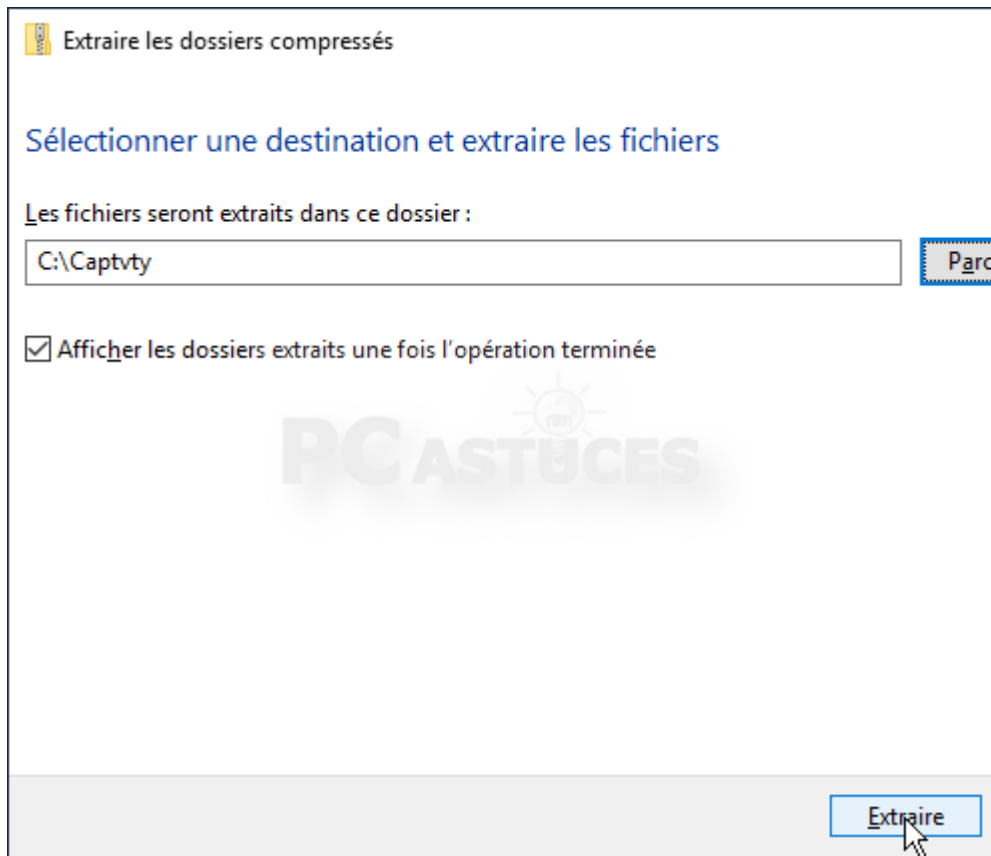 Extraire les dossiers compressés
Sélectionner une destination et extraire les fichiers
Les fichiers seront extraits dans ce dossier :
C:\Captvty
Afficher les dossiers extraits une fois l'opération terminée
PC ASTUCES
Extraire